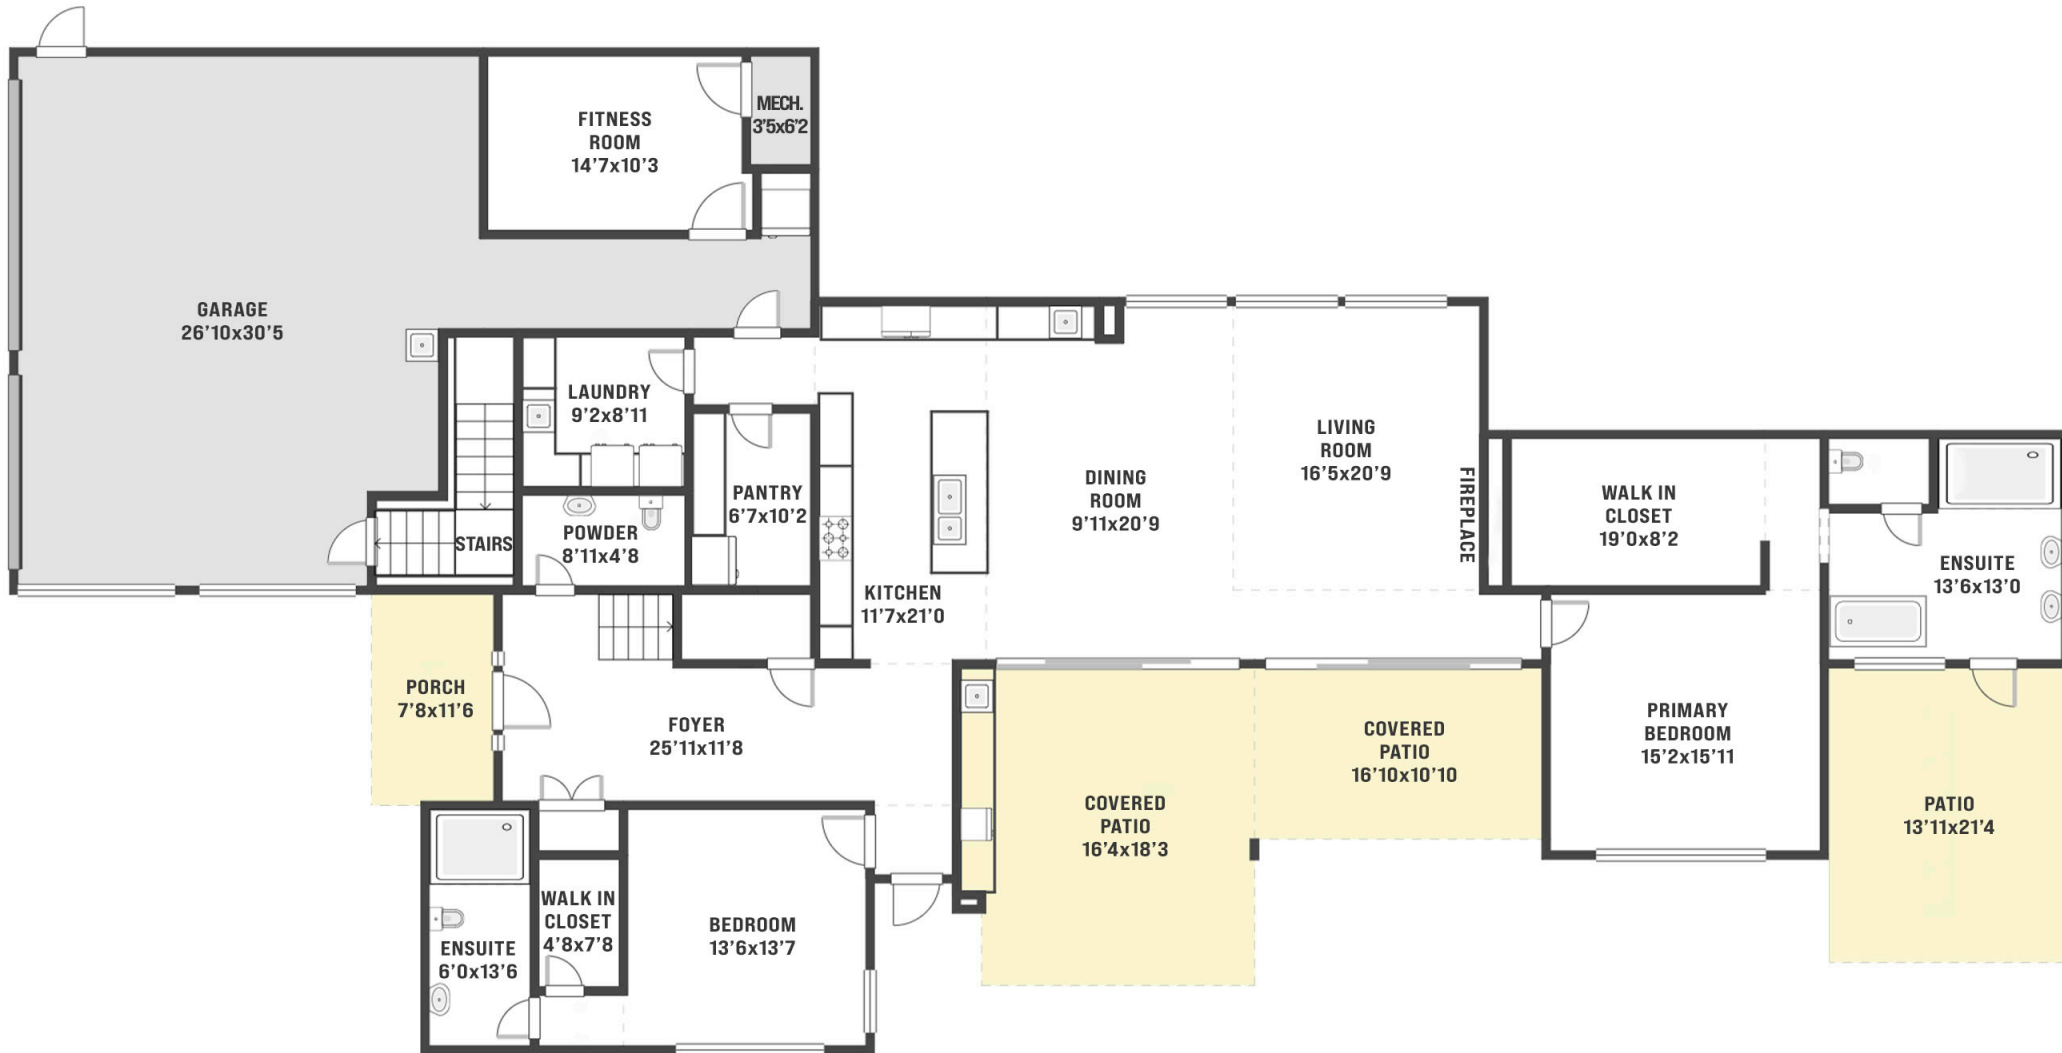 FITNESS
ROOM
14'7x10'3
MECH.
3'5x6'2
GARAGE
26'10x30'5
LAUNDRY
9'2x8'11
PANTRY
6'7x10'2
POWDER
8'11x4'8
STAIRS
KITCHEN
11'7x21'0
DINING
ROOM
9'11x20'9
LIVING
ROOM
16'5x20'9
FIREPLACE
WALK IN
CLOSET
19'0x8'2
ENSUITE
13'6x13'0
PORCH
7'8x11'6
FOYER
25'11x11'8
COVERED
PATIO
16'4x18'3
COVERED
PATIO
16'10x10'10
PRIMARY
BEDROOM
15'2x15'11
PATIO
13'11x21'4
ENSUITE
6'0x13'6
WALK IN
CLOSET
4'8x7'8
BEDROOM
13'6x13'7